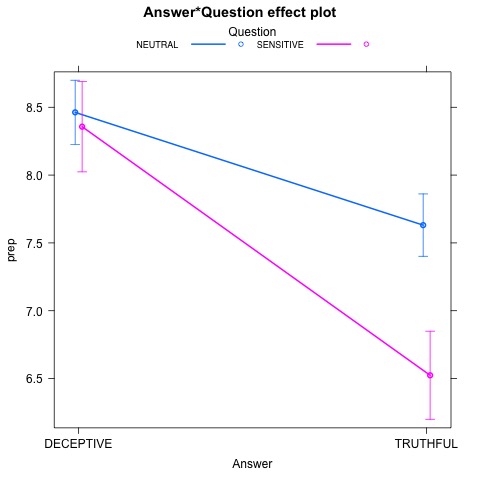 Answer*Question effect plot
Question
NEUTRAL SENSITIVE
8.5
8.0
7.5
7.0
6.5
prep
DECEPTIVE TRUTHFUL
Answer